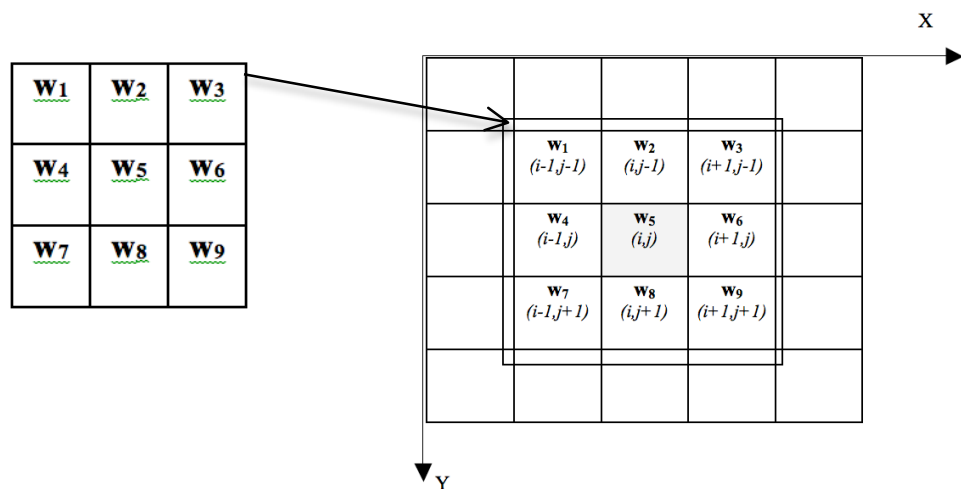 X
w1 w2 w3
w4 w5 w6
w7 w8 w9
w1 w2 w3
(i-1,j-1) (i,j-1) (i+1,j-1)
w4 w5 w6
(i-1,j) (i,j) (i+1,j)
w7 w8 w9
(i-1,j+1) (i,j+1) (i+1,j+1)
Y